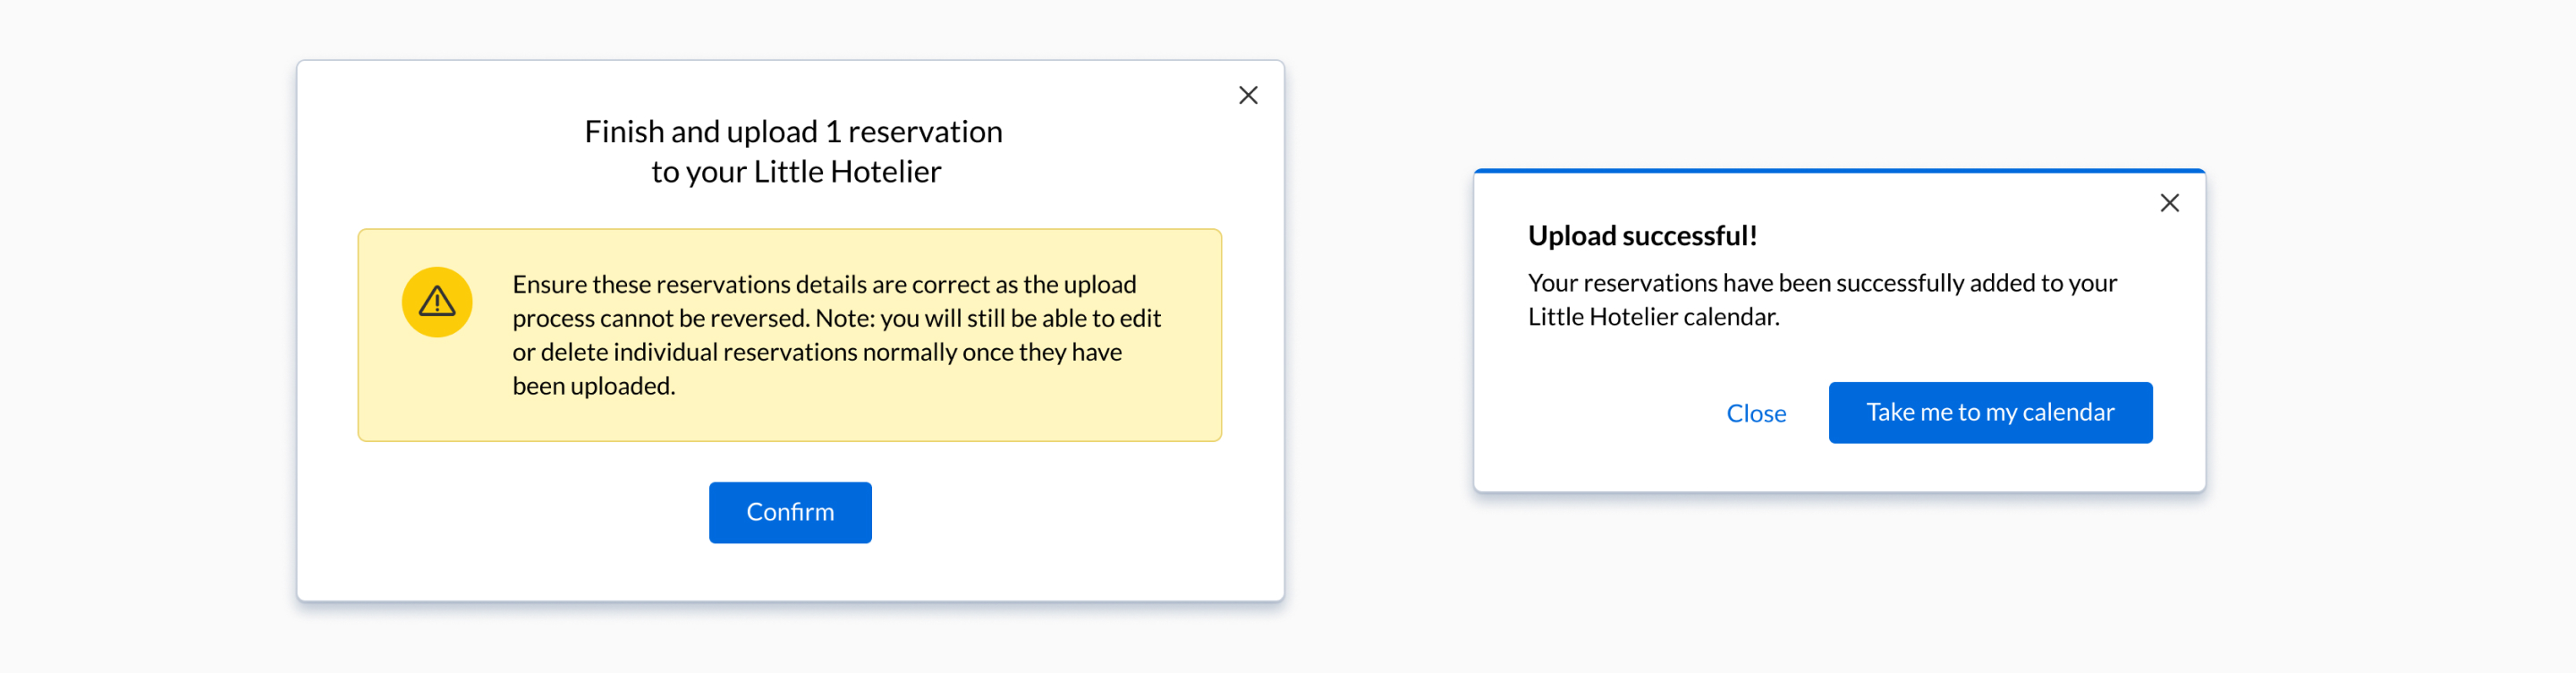 Finish and upload 1 reservation
to your Little Hotelier
Ensure these reservations details are correct as the upload
process cannot be reversed. Note: you will still be able to edit
or delete individual reservations normally once they have
been uploaded.
Confirm
Upload successful!
Your reservations have been successfully added to your
Little Hotelier calendar.
Close
Take me to my calendar